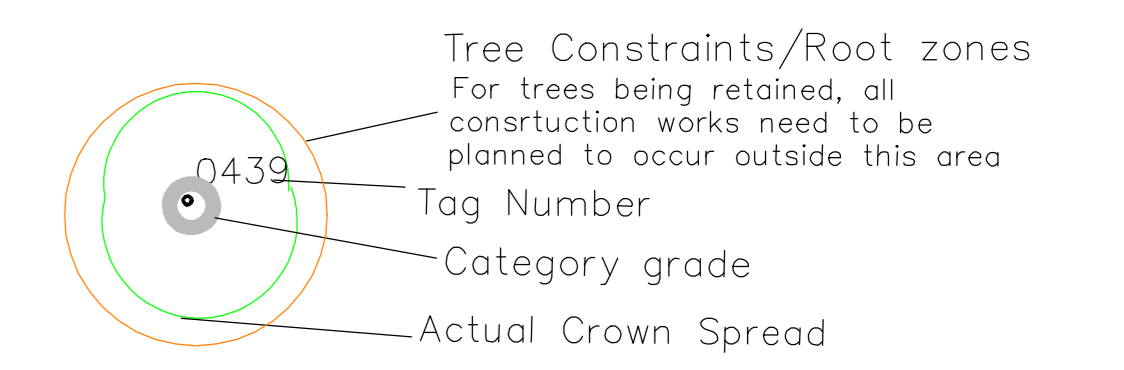 Tree Constraints/Root zones
For trees being retained, all
consrtuction works need to be
planned to occur outside this area
0439
Tag Number
Category grade
Actual Crown Spread